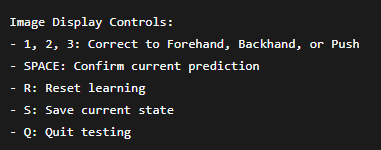 Image Display Controls:
- 1, 2, 3: Correct to Forehand, Backhand, or Push
- SPACE: Confirm current prediction
- R: Reset learning
- S: Save current state
- Q: Quit testing